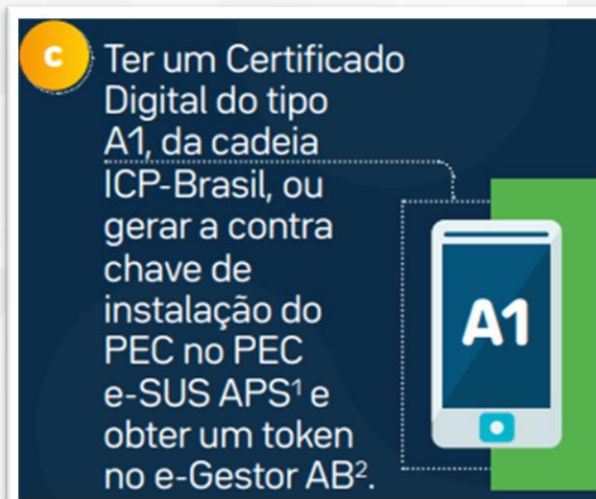 c
Ter um Certificado
Digital do tipo
A1, da cadeia
ICP-Brasil, ou
gerar a contra
chave de
instalação do
PEC no PEC
e-SUS APS¹ e
obter um token
no e-Gestor AB².
A1